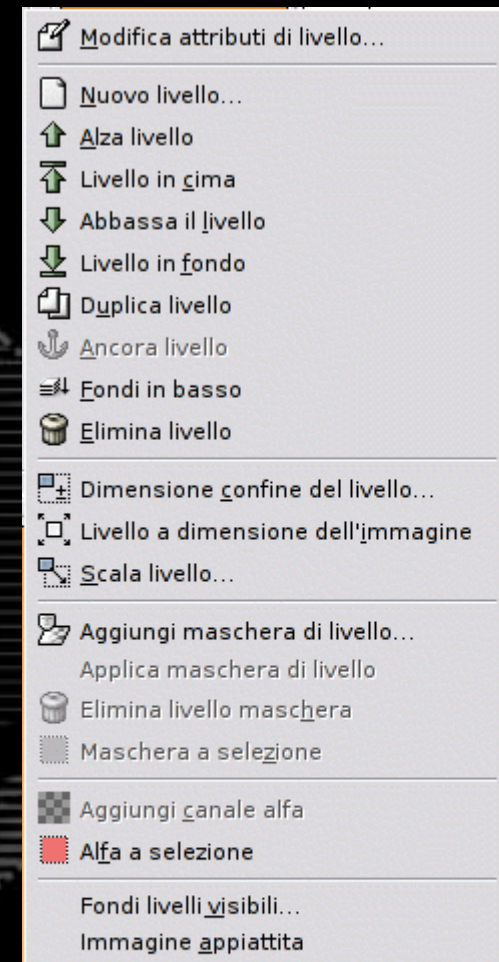 Modifica attributi di livello...
Nuovo livello...
Alza livello
Livello in cima
Abbassa il livello
Livello in fondo
Duplica livello
Ancora livello
Fondi in basso
Elimina livello
Dimensione confine del livello...
Livello a dimensione dell'immagine
Scala livello...
Aggiungi maschera di livello...
Applica maschera di livello
Elimina livello maschera
Maschera a selezione
Aggiungi canale alfa
Alfa a selezione
Fondi livelli visibili...
Immagine appiattita